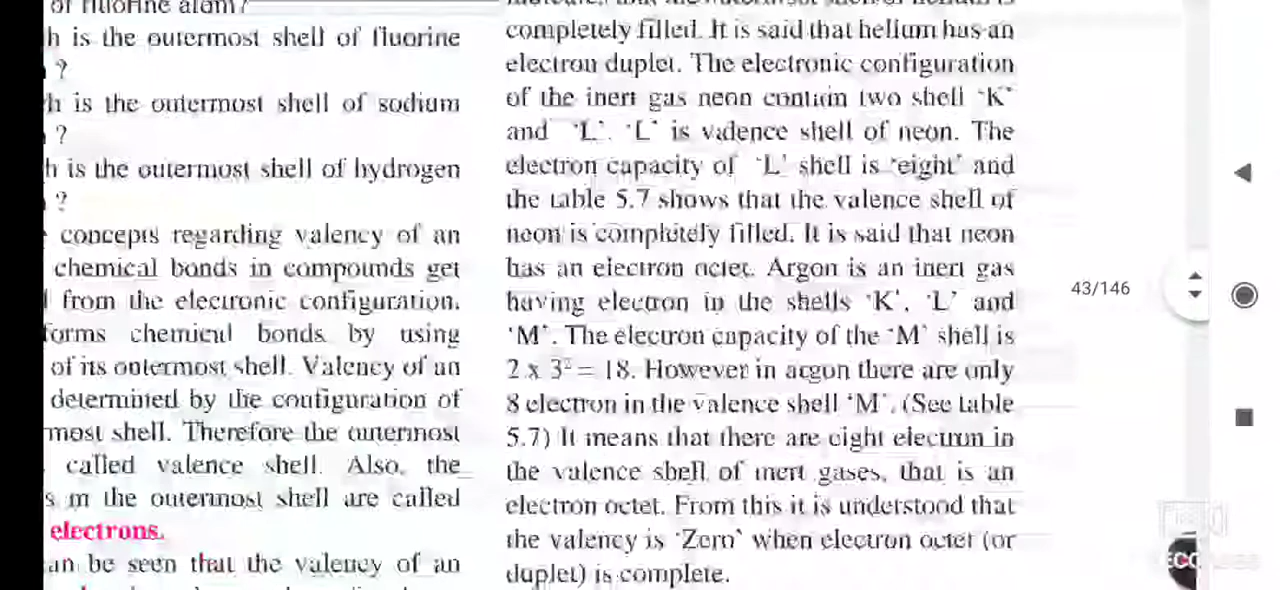 h is the outermost shell of fluorine
?
h is the outermost shell of sodium
?
h is the outermost shell of hydrogen
?
concepts regarding valency of an
chemical bonds in compounds get
from the electronic configuration.
forms chemical bonds by using
of its outermost shell. Valency of an
determined by the configuration of
most shell. Therefore the outermost
called valence shell. Also, the
s in the outermost shell are called
electrons.
an be seen that the valency of an
completely filled. It is said that helium has an
electron duplet. The electronic configuration
of the inert gas neon contain two shell 'K'
and 'L'. 'L' is valence shell of neon. The
electron capacity of 'L' shell is 'eight' and
the table 5.7 shows that the valence shell of
neon is completely filled. It is said that neon
has an electron octet. Argon is an inert gas
having electron in the shells 'K', 'L' and
'M'. The electron capacity of the 'M' shell is
2 x 3² = 18. However in argon there are only
8 electron in the valence shell 'M'. (See table
5.7) It means that there are eight electron in
the valence shell of inert gases, that is an
electron octet. From this it is understood that
the valency is 'Zero' when electron octet (or
duplet) is complete.
43/146